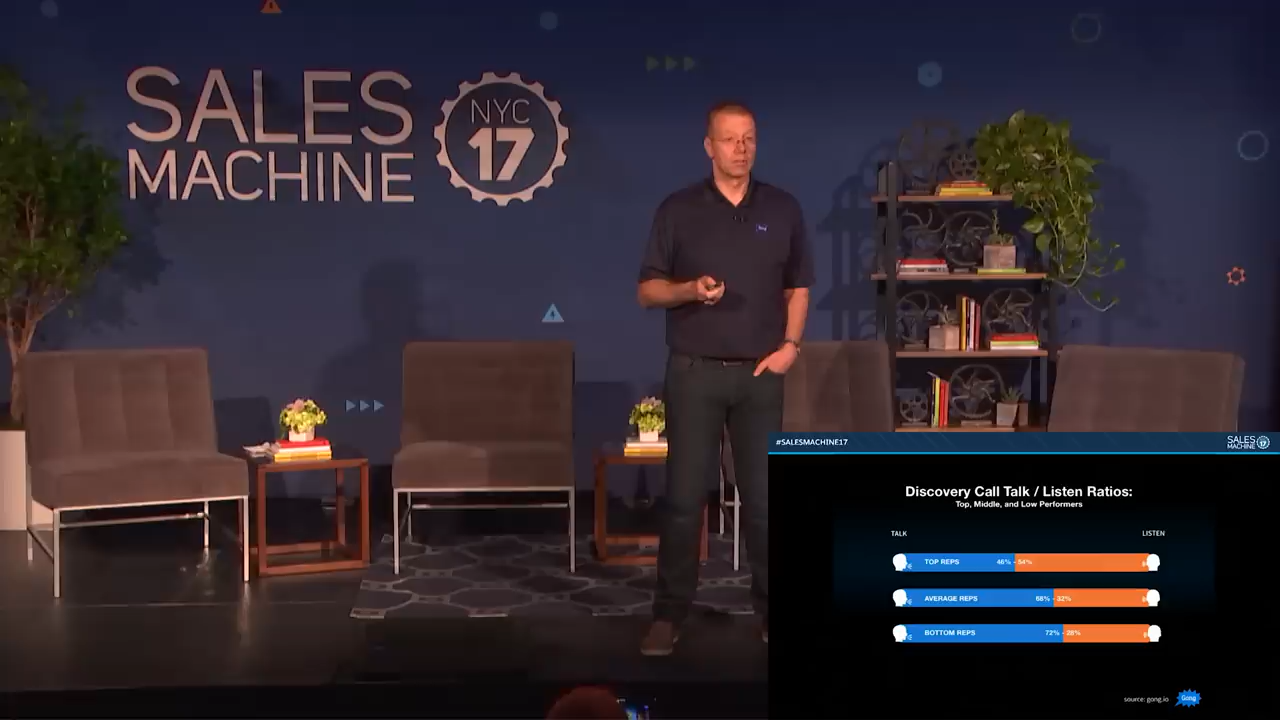 SALES
MACHINE
NYC
17
#SALESMACHINE17
SALES
MACHINE
17
Discovery Call Talk / Listen Ratios:
Top, Middle, and Low Performers
TALK
LISTEN
TOP REPS 46% - 54%
AVERAGE REPS 68% - 32%
BOTTOM REPS 72% - 28%
source: gong.io
Gong